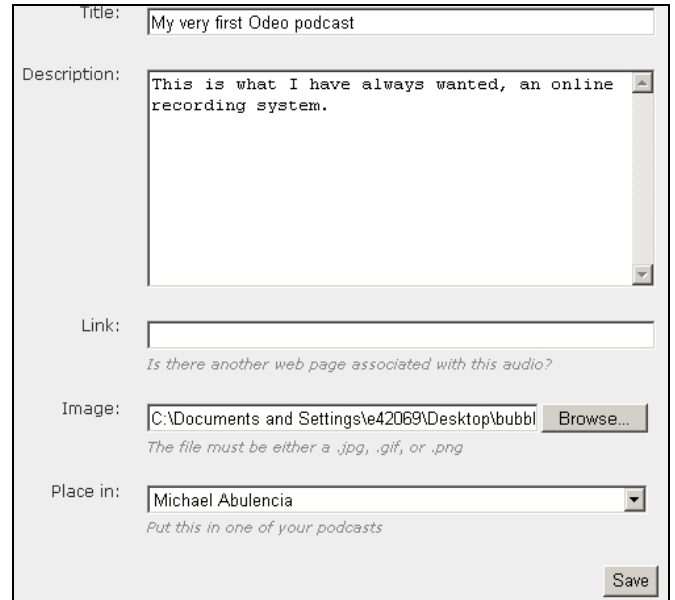 Title: My very first Odeo podcast
Description: This is what I have always wanted, an online
recording system.
Link:
Is there another web page associated with this audio?
Image: C:\Documents and Settings\e42069\Desktop\bubbl Browse...
The file must be either a .jpg, .gif, or .png
Place in: Michael Abulencia
Put this in one of your podcasts
Save